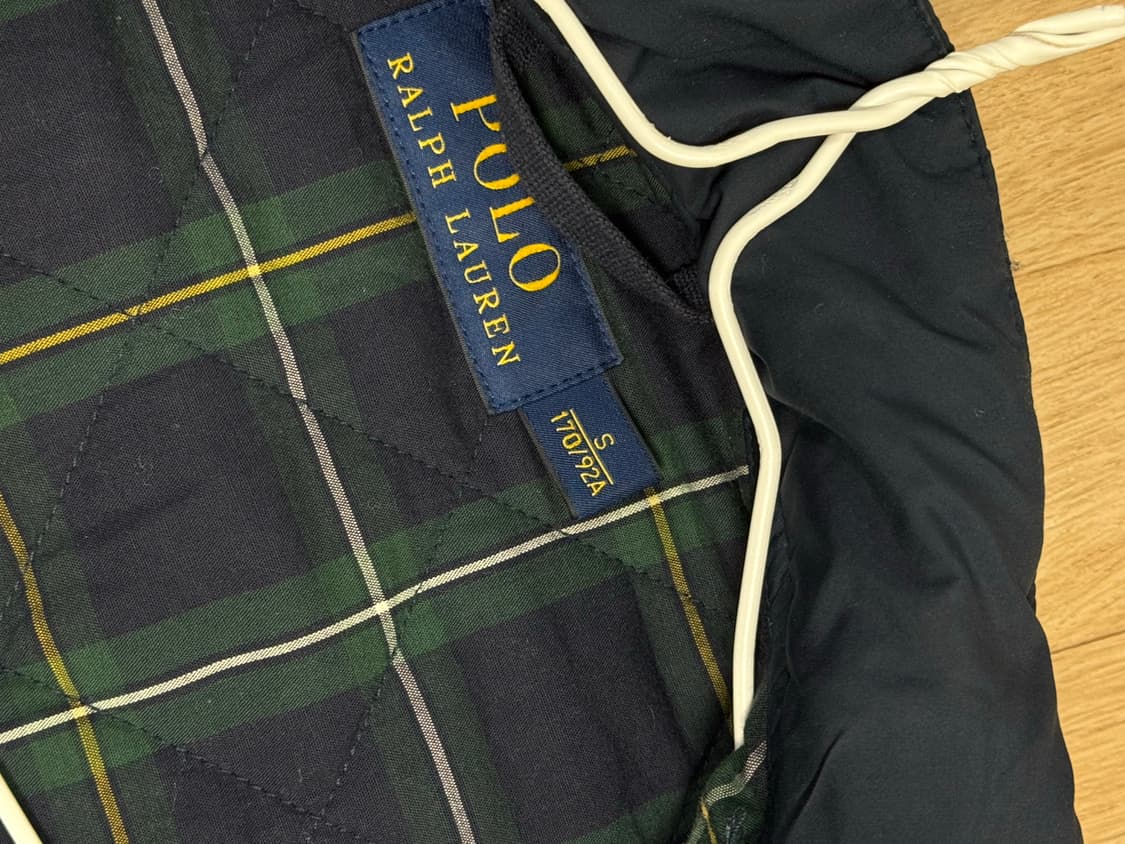 POLO
RALPH LAUREN
S
170/92A